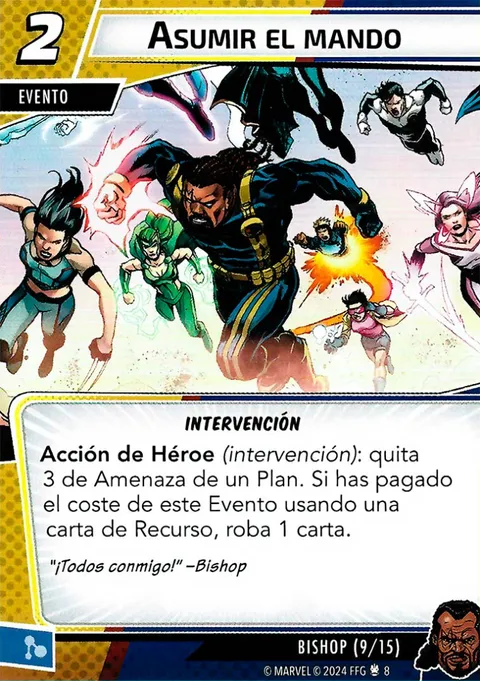 2
ASUMIR EL MANDO
EVENTO
INTERVENCIÓN
Acción de Héroe (intervención): quita
3 de Amenaza de un Plan. Si has pagado
el coste de este Evento usando una
carta de Recurso, roba 1 carta.
"¡Todos conmigo!" –Bishop
BISHOP (9/15)
© MARVEL © 2024 FFG 8